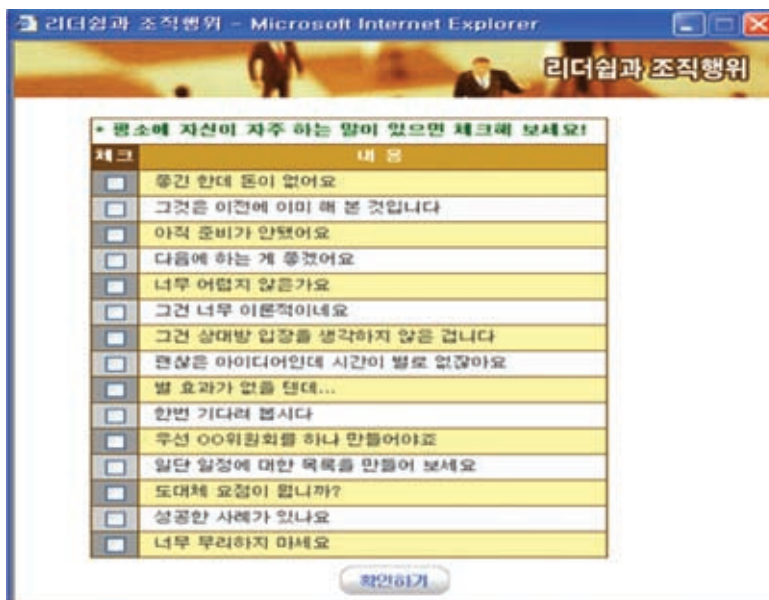 리더쉽과 조직행위 - Microsoft Internet Explorer
리더쉽과 조직행위
* 평소에 자신이 자주 하는 말이 있으면 체크해 보세요!
체크 내 용
좋긴 한데 돈이 없어요
그것은 이전에 이미 해 본 것입니다
아직 준비가 안됐어요
다음에 하는 게 좋겠어요
너무 어렵지 않은가요
그건 너무 이론적이네요
그건 상대방 입장을 생각하지 않은 겁니다
괜찮은 아이디어인데 시간이 별로 없잖아요
별 효과가 없을 텐데...
한번 기다려 봅시다
우선 OO위원회를 하나 만들어야죠
일단 일정에 대한 목록을 만들어 보세요
도대체 요점이 뭡니까?
성공한 사례가 있나요
너무 무리하지 마세요
확인하기